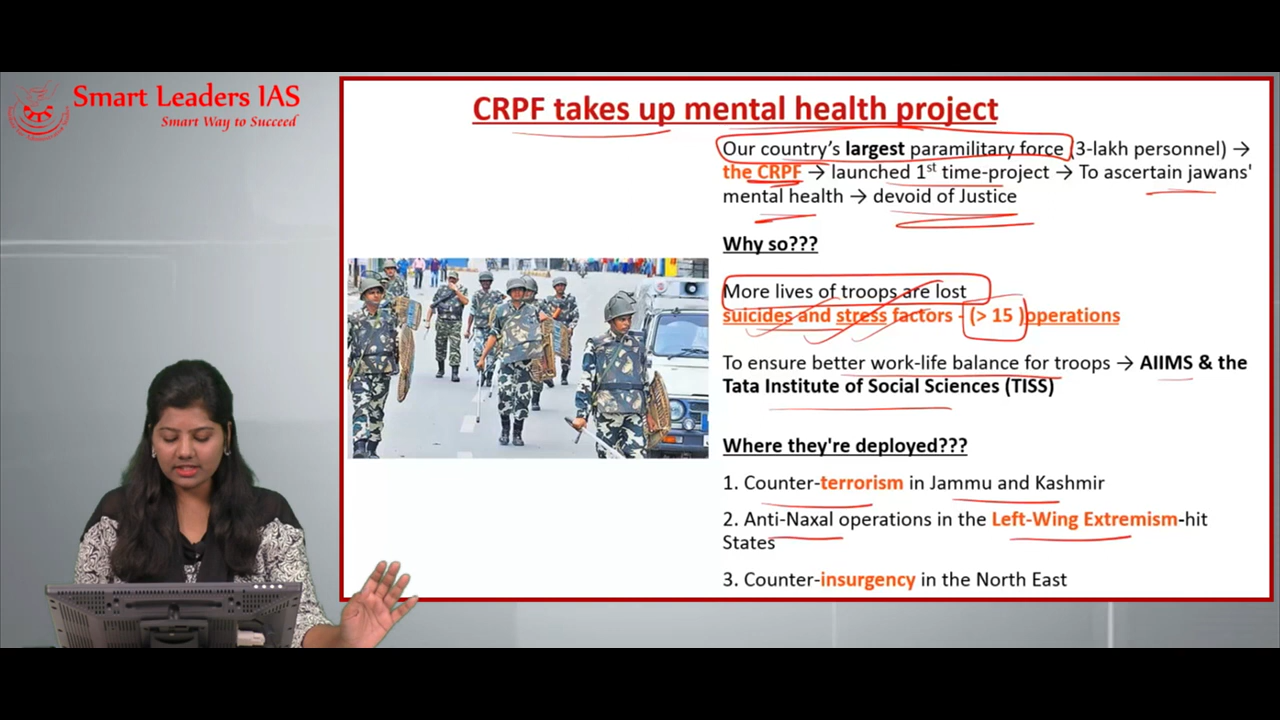 Smart Leaders IAS
Smart Way to Succeed
CRPF takes up mental health project
Our country's largest paramilitary force (3-lakh personnel) →
the CRPF → launched 1st time-project → To ascertain jawans'
mental health → devoid of Justice
Why so???
More lives of troops are lost
suicides and stress factors - (> 15 )operations
To ensure better work-life balance for troops → AIIMS & the
Tata Institute of Social Sciences (TISS)
Where they're deployed???
1. Counter-terrorism in Jammu and Kashmir
2. Anti-Naxal operations in the Left-Wing Extremism-hit
States
3. Counter-insurgency in the North East